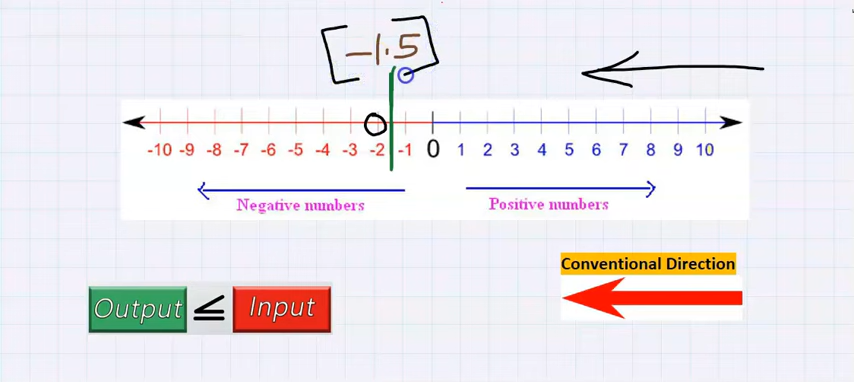 [-1.5]
-10 -9 -8 -7 -6 -5 -4 -3 -2 -1 0 1 2 3 4 5 6 7 8 9 10
Negative numbers Positive numbers
Conventional Direction
Output ≤ Input